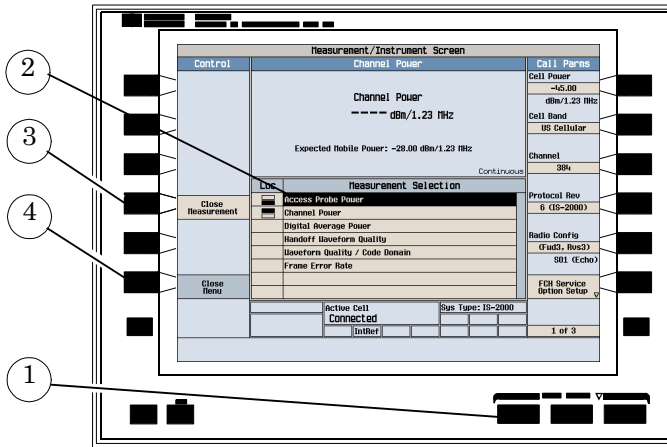 Measurement/Instrument Screen
Control
Channel Power
Call Parms
Channel Power
---- dBm/1.23 MHz
Expected Mobile Power: -28.00 dBm/1.23 MHz
Continuous
Loc
Measurement Selection
Access Probe Power
Channel Power
Digital Average Power
Handoff Waveform Quality
Waveform Quality / Code Domain
Frame Error Rate
Close
Measurement
Close
Menu
Cell Power
-45.00
dBm/1.23 MHz
Cell Band
US Cellular
Channel
384
Protocol Rev
6 (IS-2000)
Radio Config
(Fwd3, Rvs3)
SO1 (Echo)
FCH Service
Option Setup
1 of 3
Active Cell
Connected
Sys Type: IS-2000
IntRef
2
3
4
1